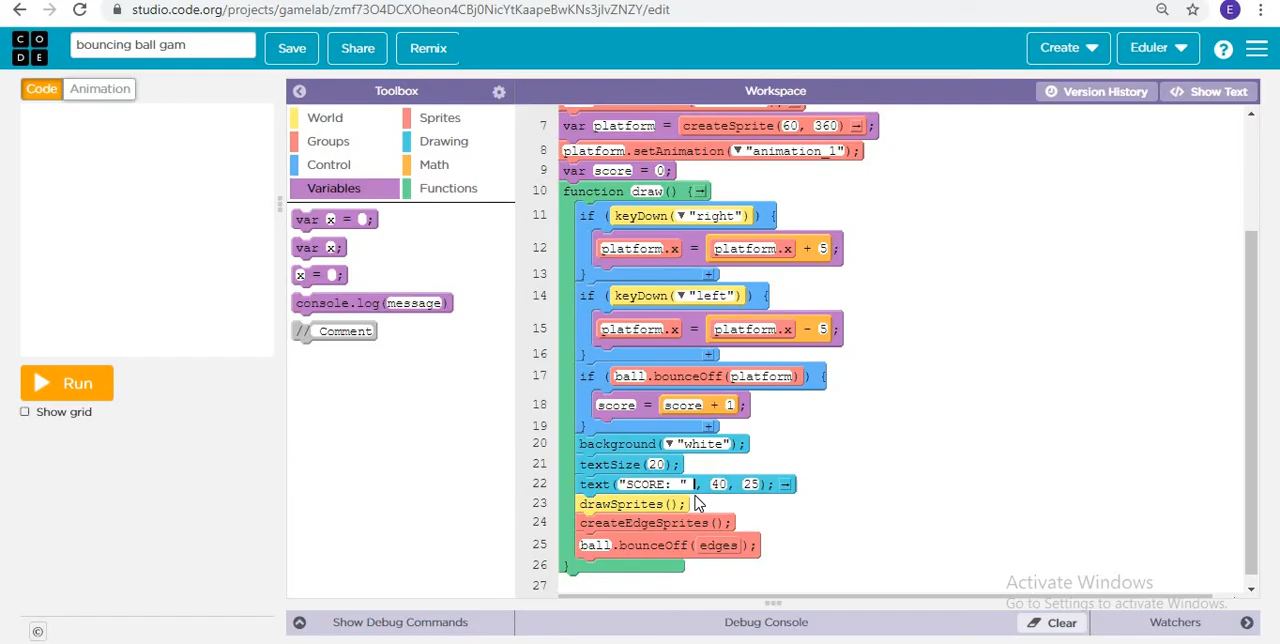 studio.code.org/projects/gamelab/zmf73O4DCXOheon4CBj0NicYtKaapeBwKNs3jlvZNZY/edit
E
C O D E
bouncing ball gam
Save
Share
Remix
Create
Eduler
?
Code
Animation
Toolbox
Workspace
Version History
</> Show Text
World
Sprites
Groups
Drawing
Control
Math
Variables
Functions
var x = ;
var x;
x = ;
console.log(message)
// Comment
Run
Show grid
7 var platform = createSprite(60, 360) ;
8 platform.setAnimation( "animation_1");
9 var score = 0;
10 function draw() {
11 if ( keyDown( "right") ) {
12 platform.x = platform.x + 5 ;
13 } +
14 if ( keyDown( "left") ) {
15 platform.x = platform.x - 5 ;
16 } +
17 if ( ball.bounceOff(platform) ) {
18 score = score + 1 ;
19 } +
20 background( "white");
21 textSize(20);
22 text("SCORE: " , 40, 25);
23 drawSprites();
24 createEdgeSprites();
25 ball.bounceOff( edges );
26 }
27
Activate Windows
Go to Settings to activate Windows.
©
Show Debug Commands
Debug Console
Clear
Watchers